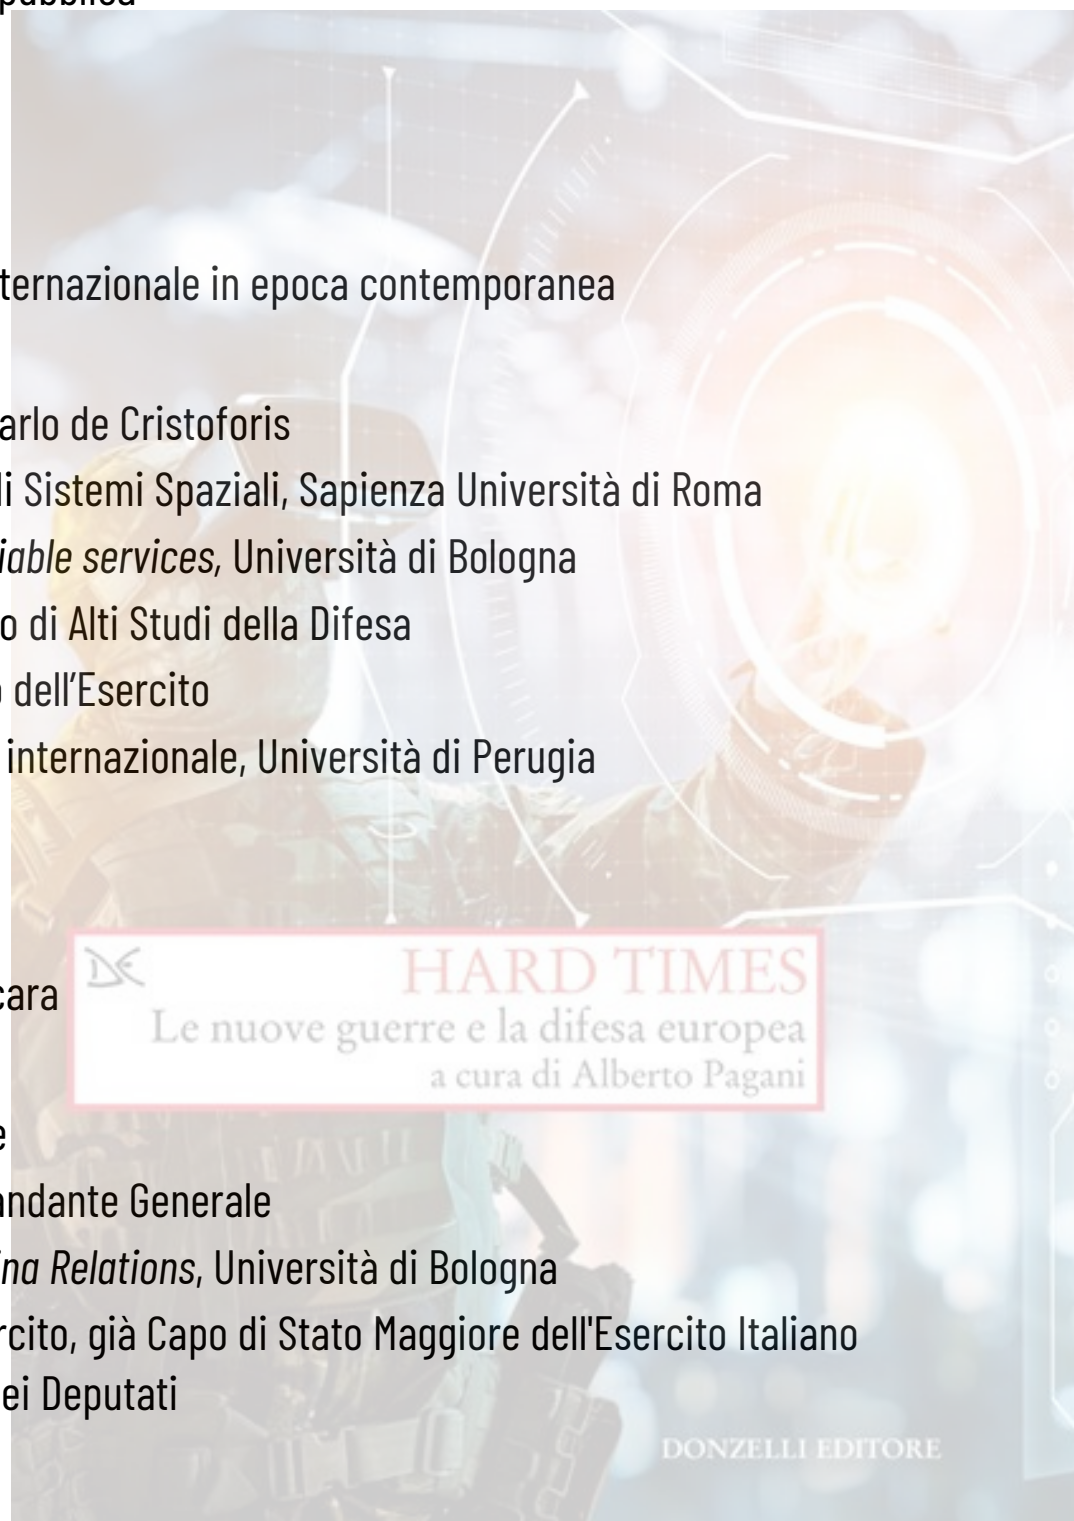 pubblica
ternazionale in epoca contemporanea
arlo de Cristoforis
li Sistemi Spaziali, Sapienza Università di Roma
iable services, Università di Bologna
o di Alti Studi della Difesa
o dell'Esercito
internazionale, Università di Perugia
HARD TIMES
cara
Le nuove guerre e la difesa europea
a cura di Alberto Pagani
e
andante Generale
ina Relations, Università di Bologna
rcito, già Capo di Stato Maggiore dell'Esercito Italiano
ei Deputati
DONZELLI EDITORE